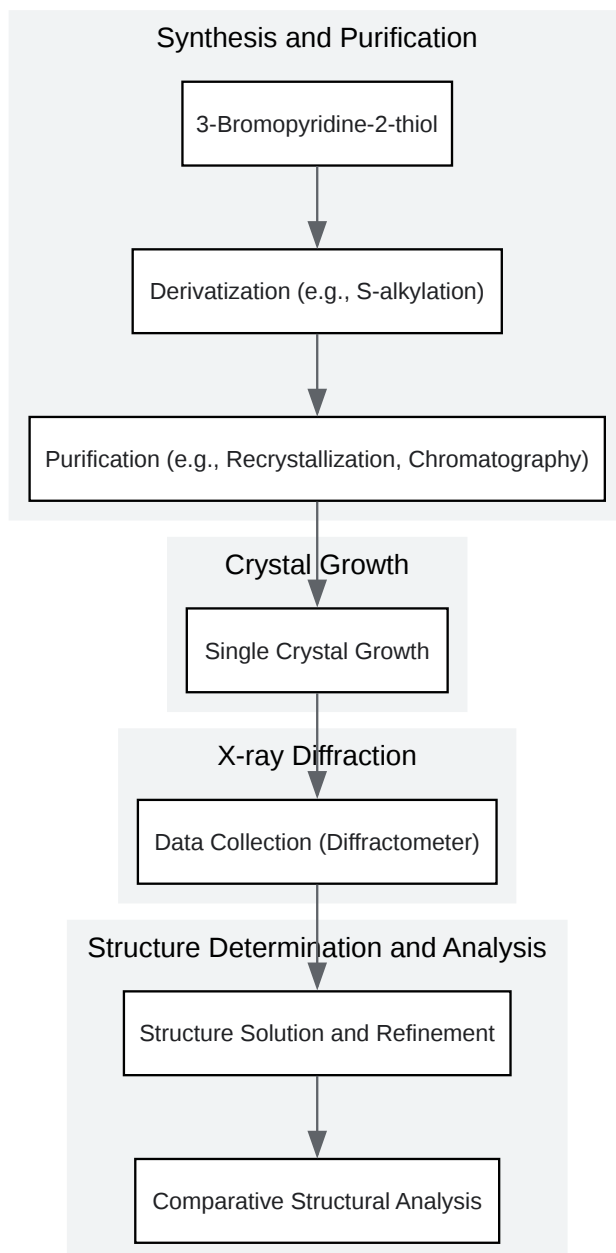 Synthesis and Purification
3-Bromopyridine-2-thiol
Derivatization (e.g., S-alkylation)
Purification (e.g., Recrystallization, Chromatography)
Crystal Growth
Single Crystal Growth
X-ray Diffraction
Data Collection (Diffractometer)
Structure Determination and Analysis
Structure Solution and Refinement
Comparative Structural Analysis